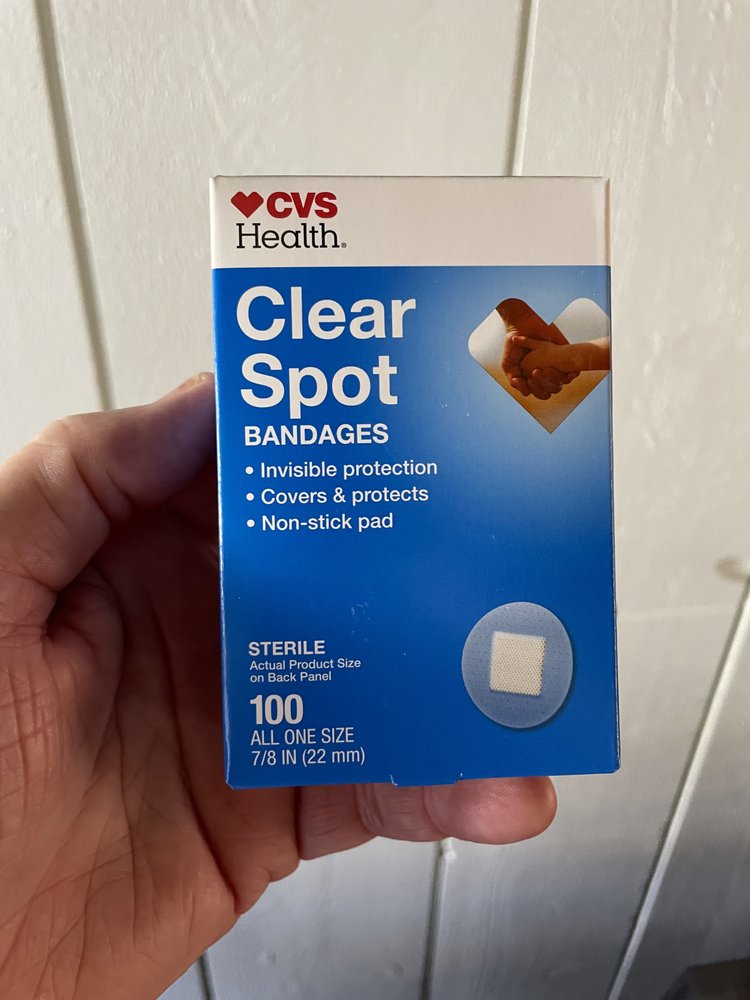 CVS
Health®
Clear
Spot
BANDAGES
• Invisible protection
• Covers & protects
• Non-stick pad
STERILE
Actual Product Size
on Back Panel
100
ALL ONE SIZE
7/8 IN (22 mm)